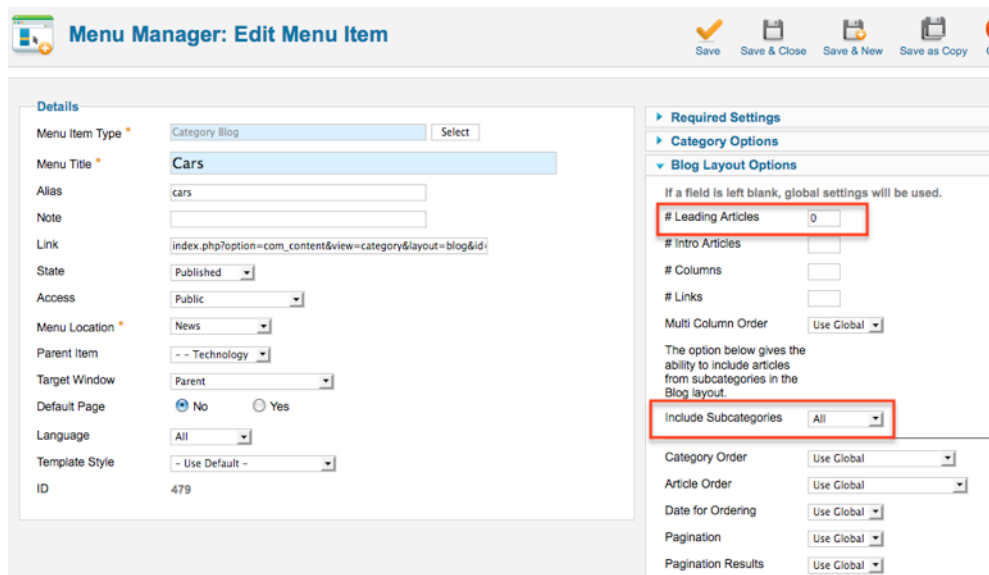 Menu Manager: Edit Menu Item
Save
Save & Close
Save & New
Save as Copy
Details
Menu Item Type *
Category Blog
Select
Menu Title *
Cars
Alias
cars
Note
Link
index.php?option=com_content&view=category&layout=blog&id=
State
Published
Access
Public
Menu Location *
News
Parent Item
- - Technology
Target Window
Parent
Default Page
No
Yes
Language
All
Template Style
- Use Default -
ID
479
Required Settings
Category Options
Blog Layout Options
If a field is left blank, global settings will be used.
# Leading Articles
0
# Intro Articles
# Columns
# Links
Multi Column Order
Use Global
The option below gives the
ability to include articles
from subcategories in the
Blog layout.
Include Subcategories
All
Category Order
Use Global
Article Order
Use Global
Date for Ordering
Use Global
Pagination
Use Global
Pagination Results
Use Global